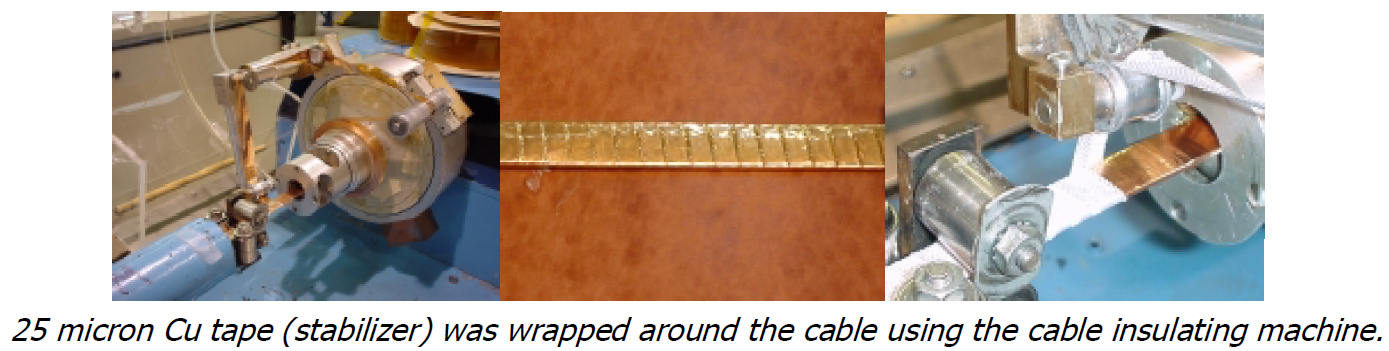 25 micron Cu tape (stabilizer) was wrapped around the cable using the cable insulating machine.